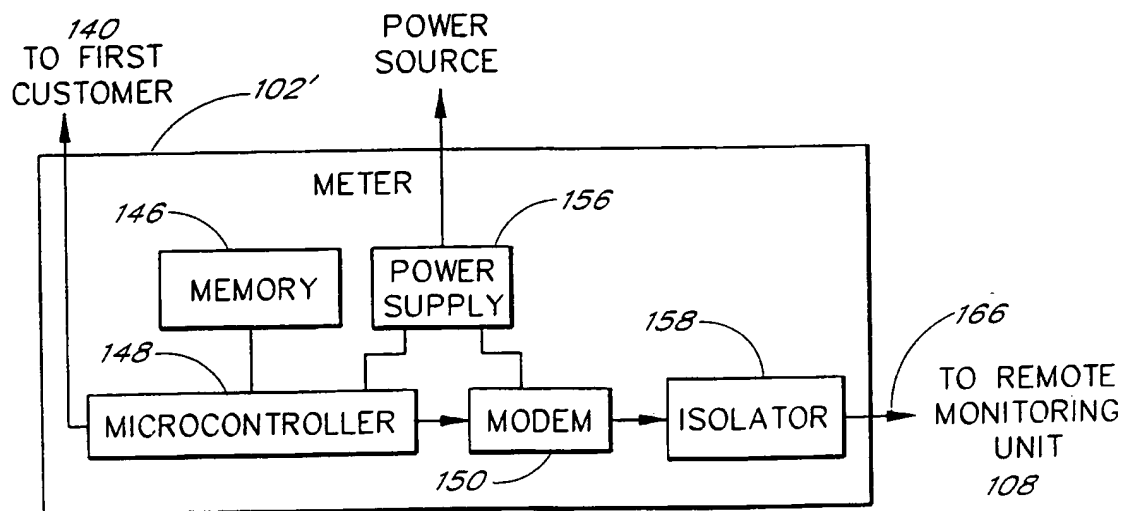 140
TO FIRST
CUSTOMER
102'
POWER
SOURCE
METER
146
MEMORY
156
POWER
SUPPLY
148
MICROCONTROLLER
MODEM
150
158
ISOLATOR
166
TO REMOTE
MONITORING
UNIT
108